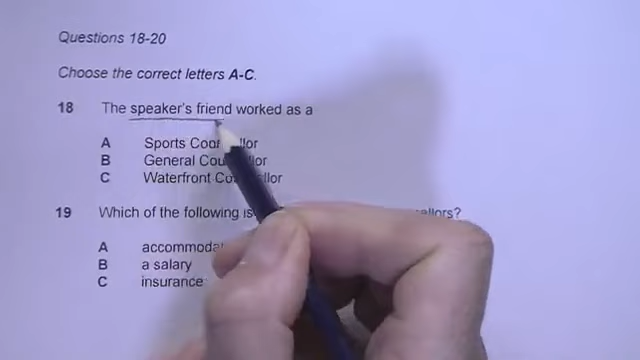 Questions 18-20
Choose the correct letters A-C.
18 The speaker's friend worked as a
A Sports
B General
C Waterfront
19 Which of the following is
A
B a salary
C insurance